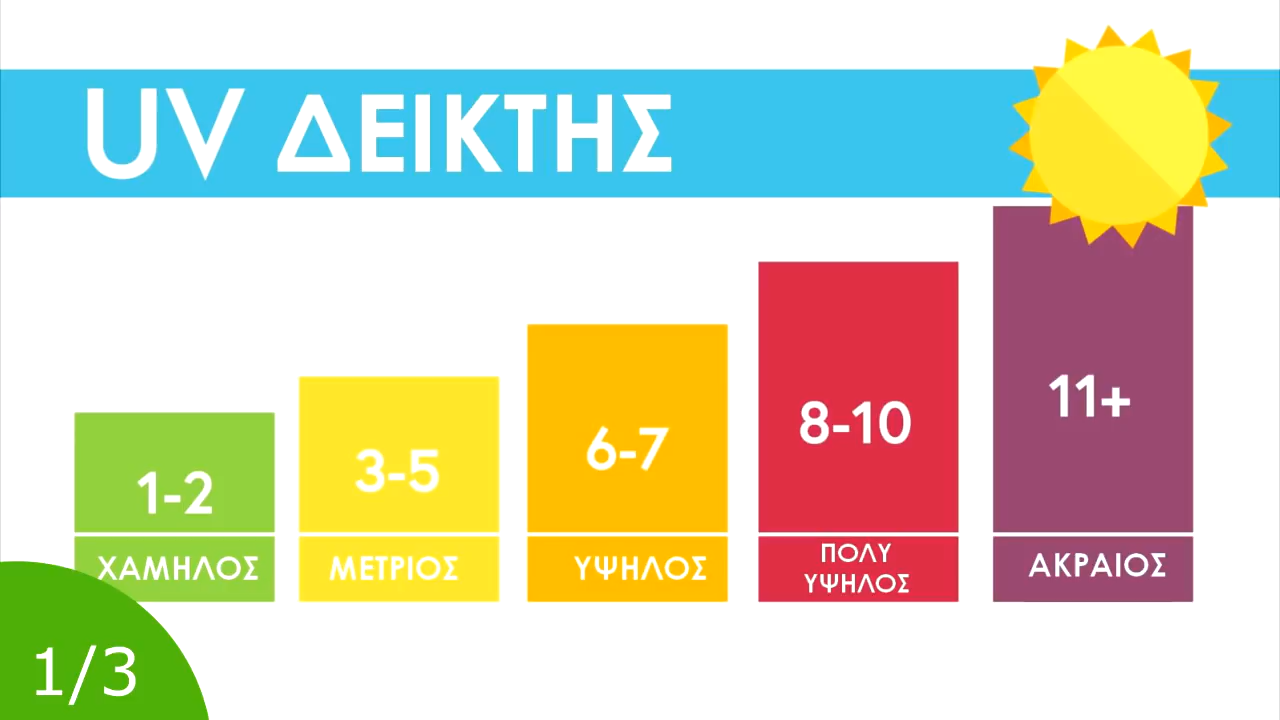 UV ΔΕΙΚΤΗΣ
1-2
3-5
6-7
8-10
11+
ΧΑΜΗΛΟΣ
ΜΕΤΡΙΟΣ
ΥΨΗΛΟΣ
ΠΟΛΥ
ΥΨΗΛΟΣ
ΑΚΡΑΙΟΣ
1/3